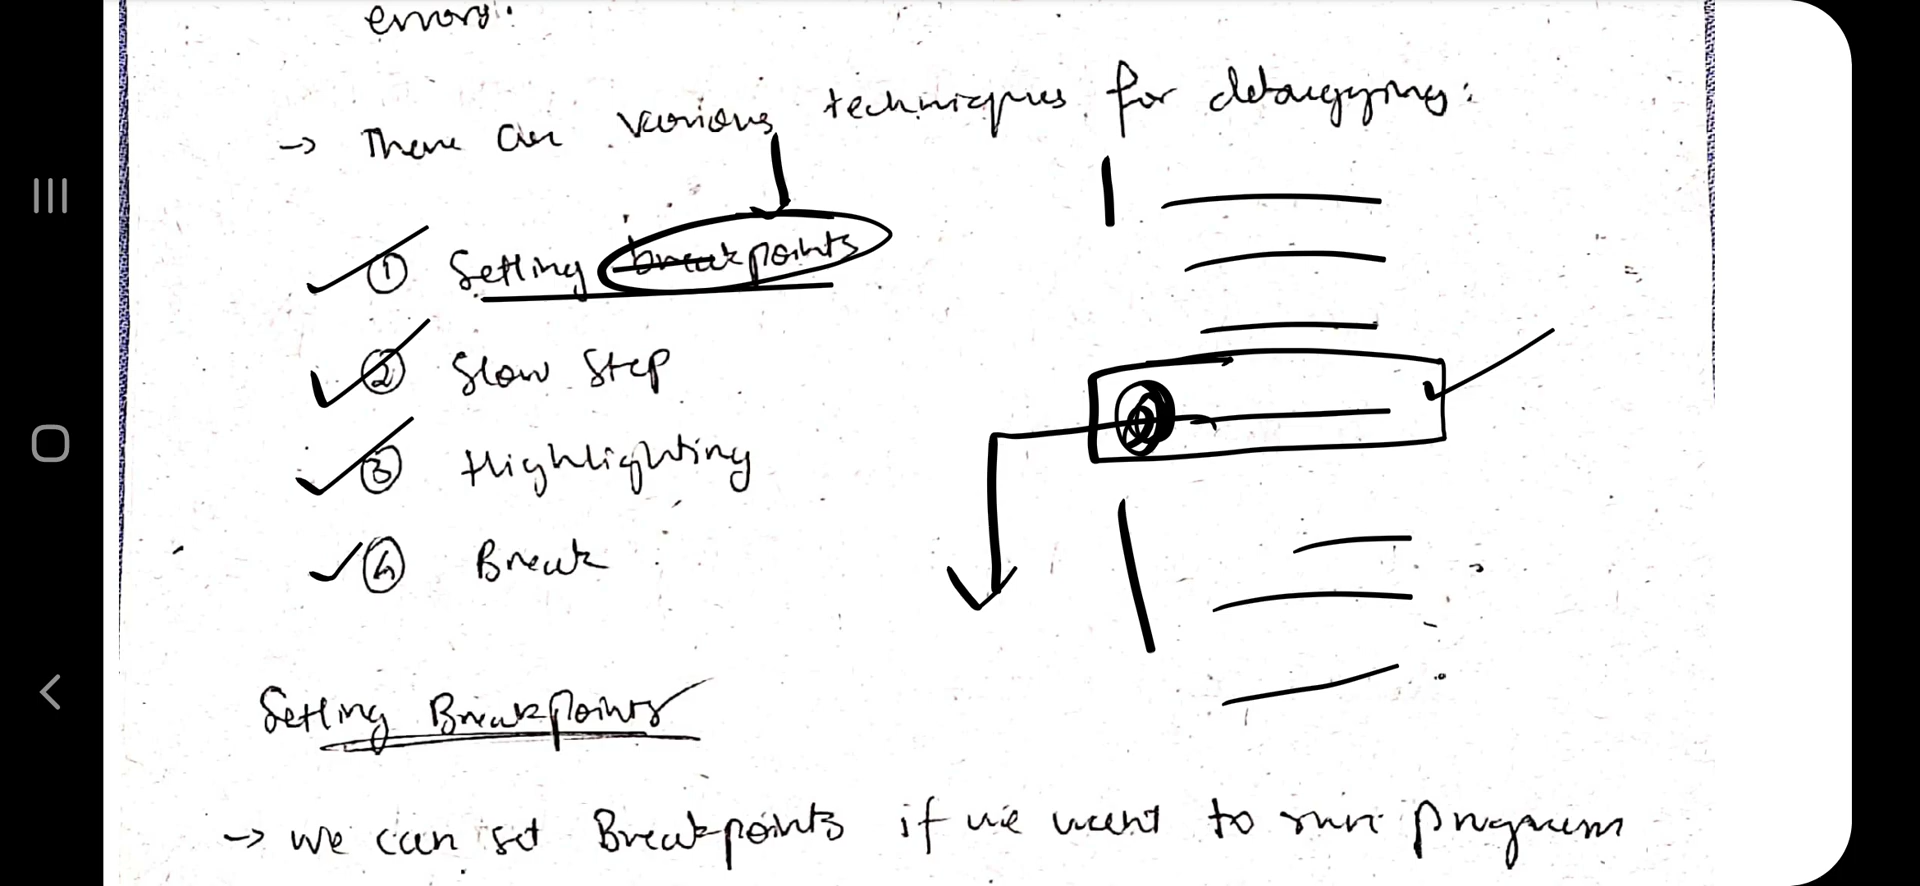 errors.
→ There are various techniques for debugging:
① Setting breakpoints
② Slow Step
③ Highlighting
④ Break
Setting Breakpoints
→ we can set Breakpoints if we want to run program